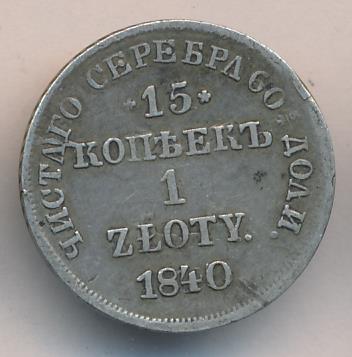 ЧИСТАГО СЕРЕБРА 60 ДОЛИ.
*15*
КОПѢЕКЪ
1
ZŁOTY.
1840